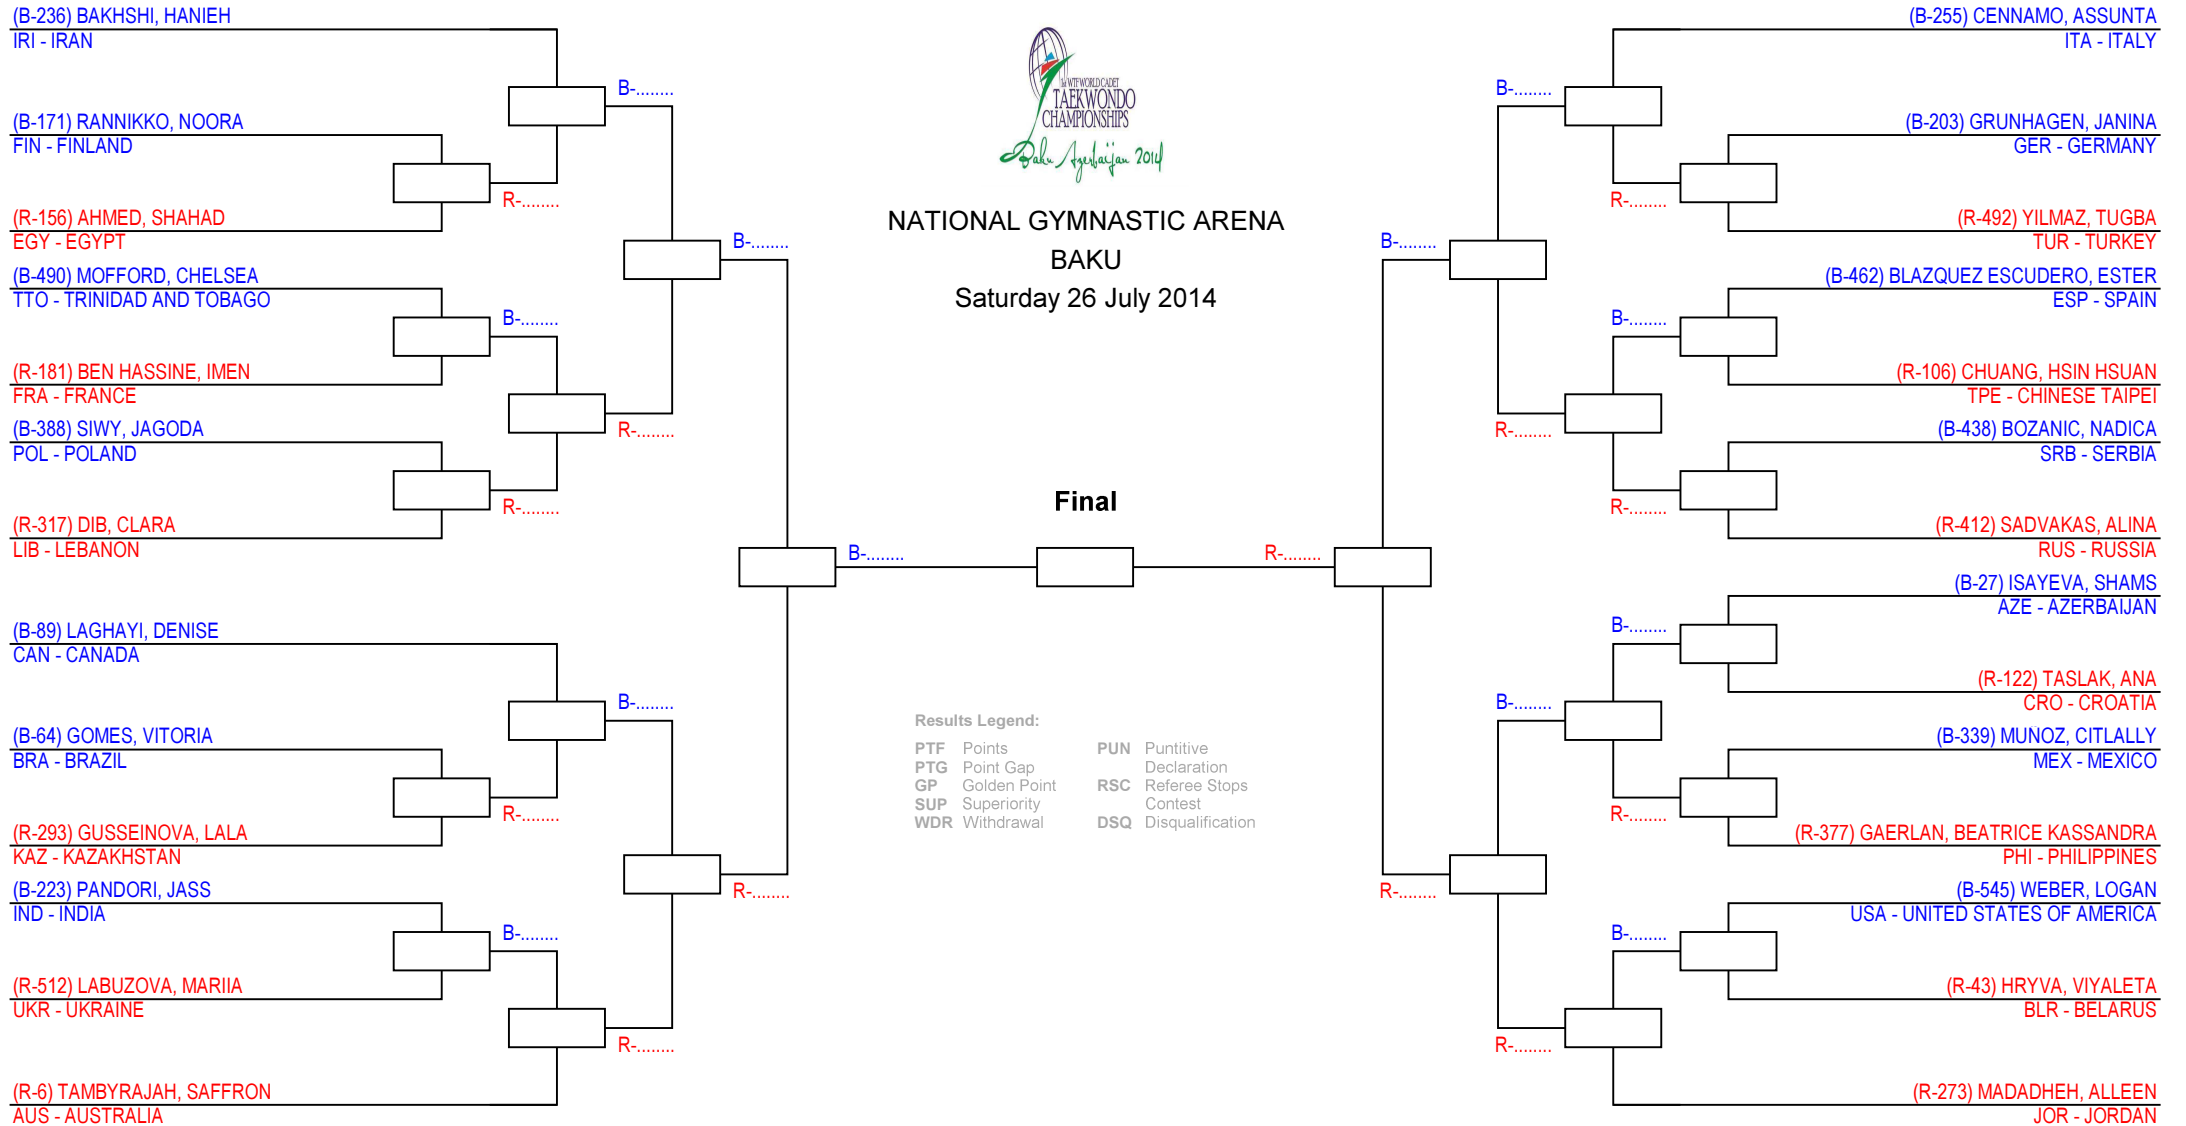 (B-236) BAKHSHI, HANIEH
IRI - IRAN
(B-171) RANNIKKO, NOORA
FIN - FINLAND
(R-156) AHMED, SHAHAD
EGY - EGYPT
(B-490) MOFFORD, CHELSEA
TTO - TRINIDAD AND TOBAGO
(R-181) BEN HASSINE, IMEN
FRA - FRANCE
(B-388) SIWY, JAGODA
POL - POLAND
(R-317) DIB, CLARA
LIB - LEBANON
(B-89) LAGHAYI, DENISE
CAN - CANADA
(B-64) GOMES, VITORIA
BRA - BRAZIL
(R-293) GUSSEINOVA, LALA
KAZ - KAZAKHSTAN
(B-223) PANDORI, JASS
IND - INDIA
(R-512) LABUZOVA, MARIIA
UKR - UKRAINE
(R-6) TAMBYRAJAH, SAFFRON
AUS - AUSTRALIA
R-........
B-........
R-........
R-........
B-........
B-........
R-........
B-........
R-........
B-........
R-........
B-........
1st WTF WORLD CADET
TAEKWONDO
CHAMPIONSHIPS
Baku Azerbaijan 2014
NATIONAL GYMNASTIC ARENA
BAKU
Saturday 26 July 2014
Final
Results Legend:
PTF Points
PTG Point Gap
GP Golden Point
SUP Superiority
WDR Withdrawal
PUN Puntitive
Declaration
RSC Referee Stops
Contest
DSQ Disqualification
R-........
B-........
R-........
B-........
R-........
B-........
R-........
R-........
B-........
R-........
B-........
R-........
B-........
(B-255) CENNAMO, ASSUNTA
ITA - ITALY
(B-203) GRUNHAGEN, JANINA
GER - GERMANY
(R-492) YILMAZ, TUGBA
TUR - TURKEY
(B-462) BLAZQUEZ ESCUDERO, ESTER
ESP - SPAIN
(R-106) CHUANG, HSIN HSUAN
TPE - CHINESE TAIPEI
(B-438) BOZANIC, NADICA
SRB - SERBIA
(R-412) SADVAKAS, ALINA
RUS - RUSSIA
(B-27) ISAYEVA, SHAMS
AZE - AZERBAIJAN
(R-122) TASLAK, ANA
CRO - CROATIA
(B-339) MUÑOZ, CITLALLY
MEX - MEXICO
(R-377) GAERLAN, BEATRICE KASSANDRA
PHI - PHILIPPINES
(B-545) WEBER, LOGAN
USA - UNITED STATES OF AMERICA
(R-43) HRYVA, VIYALETA
BLR - BELARUS
(R-273) MADADHEH, ALLEEN
JOR - JORDAN